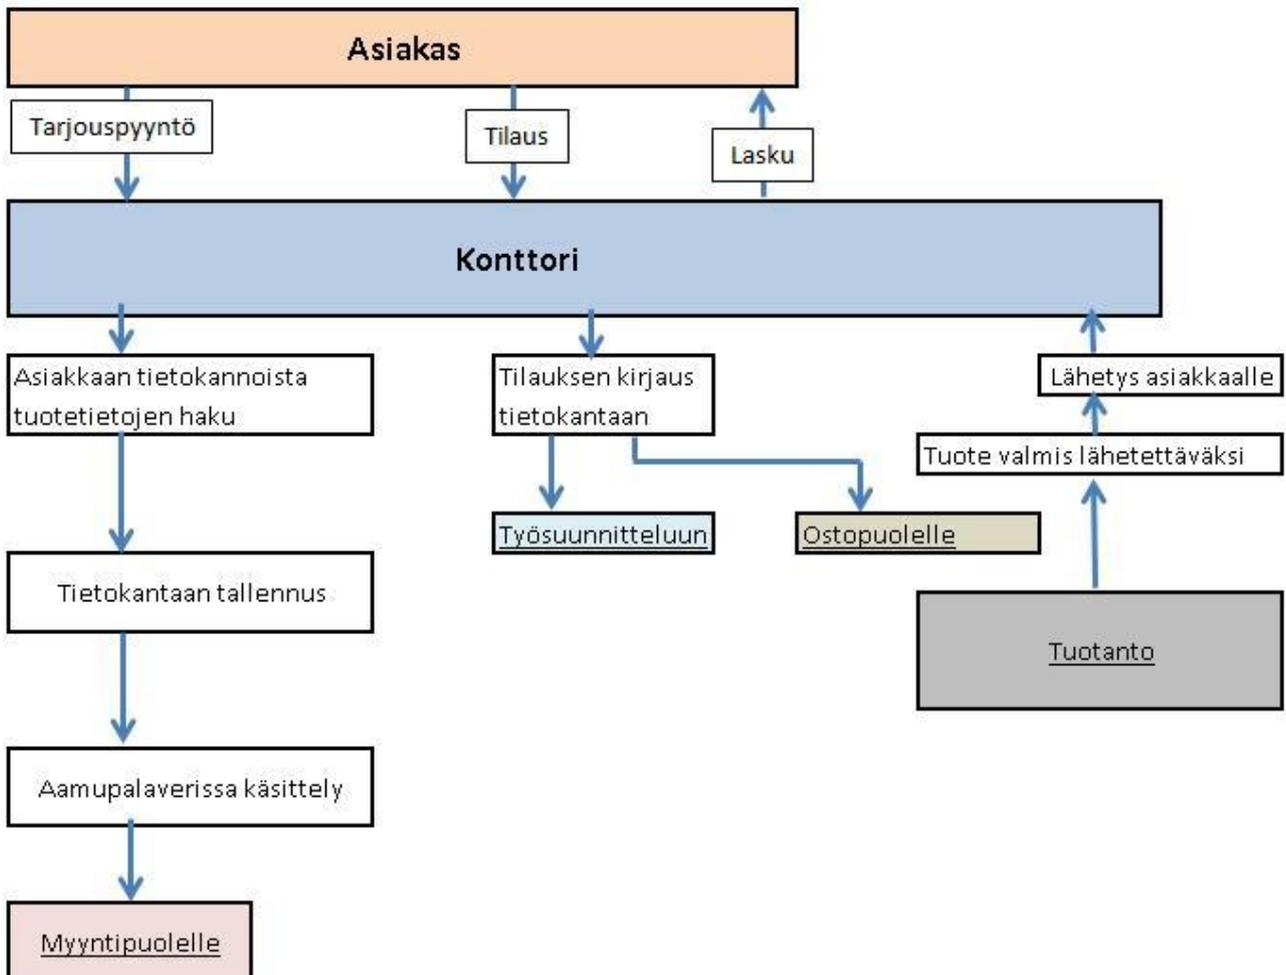 Asiakas
Tarjouspyyntö
Tilaus
Lasku
Konttori
Asiakkaan tietokannoista
tuotetietojen haku
Tilauksen kirjaus
tietokantaan
Lähetys asiakkaalle
Tuote valmis lähetettäväksi
Työsuunnitteluun
Ostopuolelle
Tietokantaan tallennus
Tuotanto
Aamupalaverissa käsittely
Myyntipuolelle